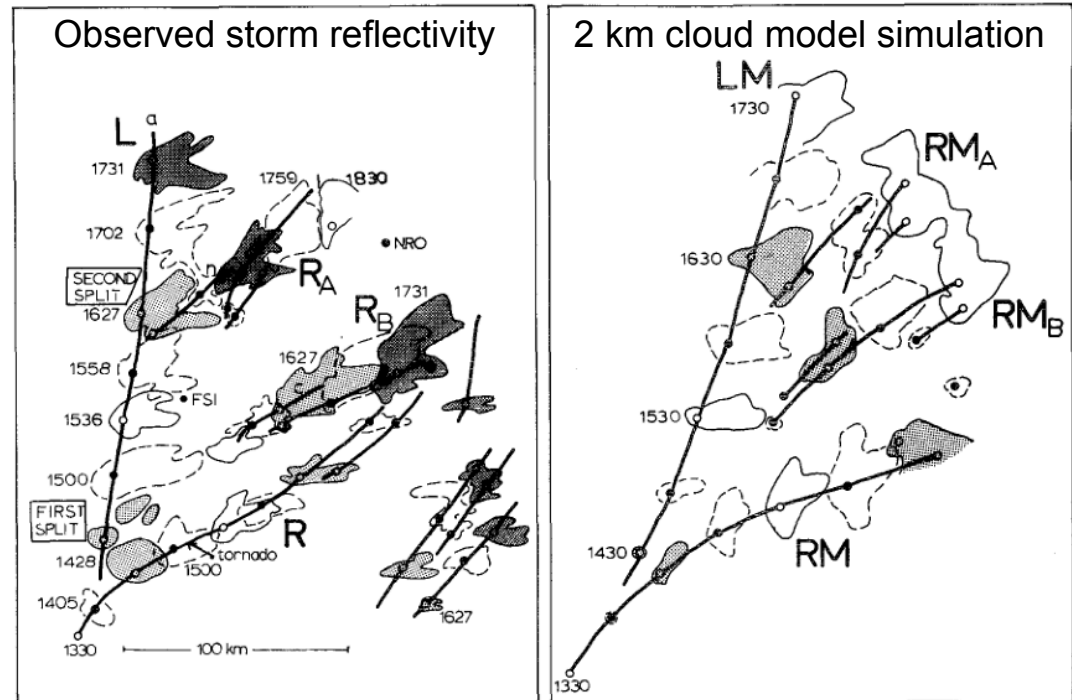 Observed storm reflectivity
L
a
1731
1759
1830
1702
NRO
SECOND
SPLIT
n
R_A
1627
R_B
1731
1627
1558
FSI
c
1536
1500
FIRST
SPLIT
1428
tornado
1500
R
1405
1627
1330
100 km
2 km cloud model simulation
LM
1730
RM_A
1630
RM_B
1530
1430
RM
1330